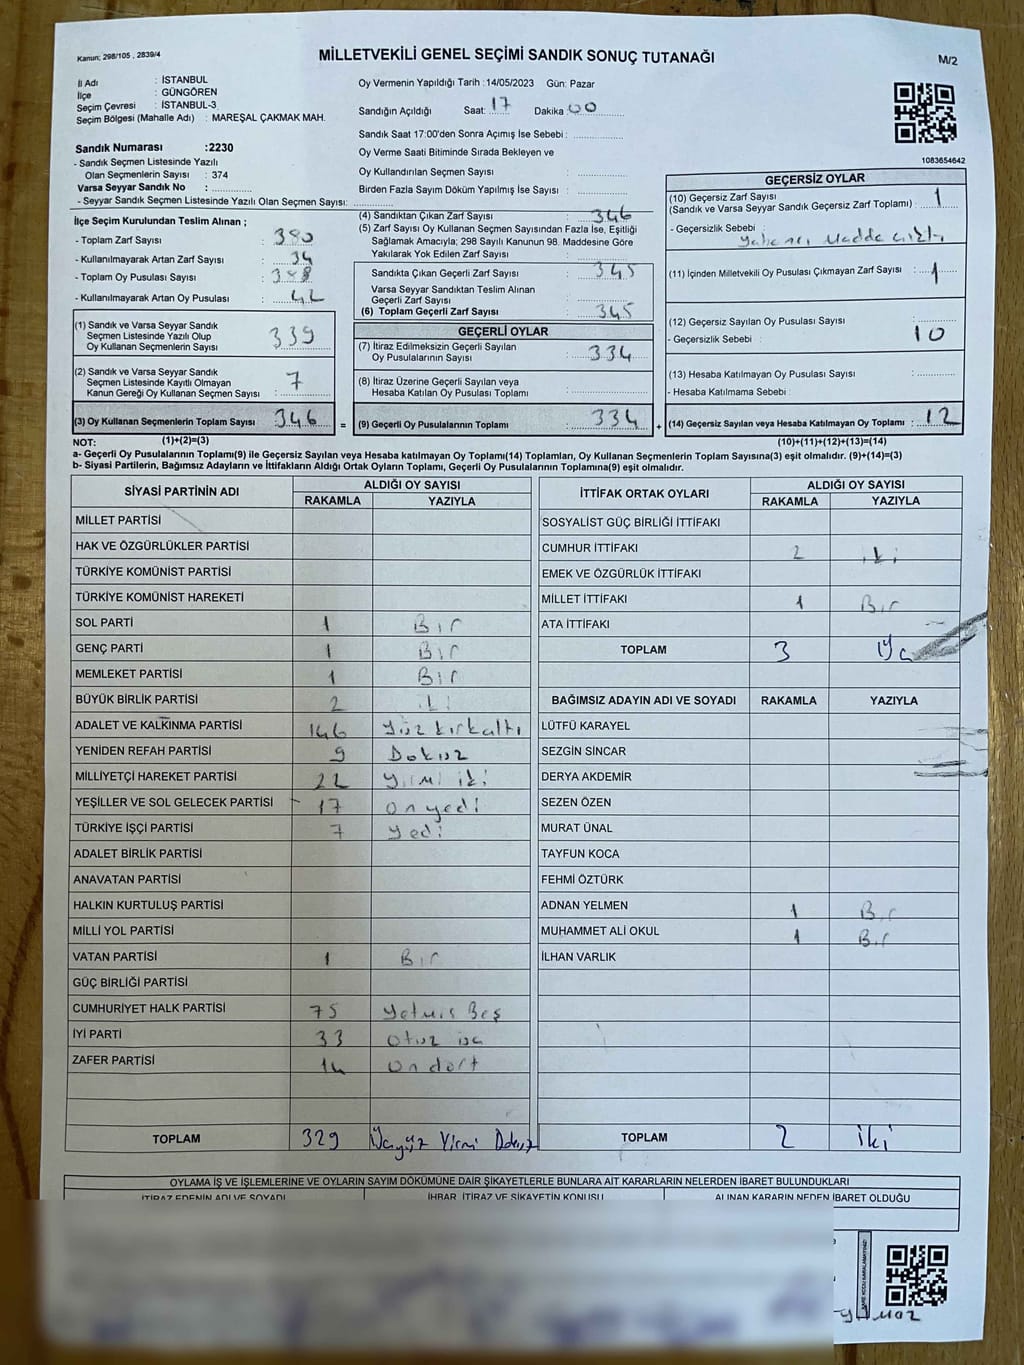 Kanun; 298/105 , 2839/4
MİLLETVEKİLİ GENEL SEÇİMİ SANDIK SONUÇ TUTANAĞI
M/2
İl Adı : İSTANBUL
İlçe : GÜNGÖREN
Seçim Çevresi : İSTANBUL-3
Seçim Bölgesi (Mahalle Adı) : MAREŞAL ÇAKMAK MAH.
Sandık Numarası :2230
- Sandık Seçmen Listesinde Yazılı
Olan Seçmenlerin Sayısı : 374
Varsa Seyyar Sandık No :
- Seyyar Sandık Seçmen Listesinde Yazılı Olan Seçmen Sayısı:
Oy Vermenin Yapıldığı Tarih :14/05/2023 Gün: Pazar
Sandığın Açıldığı Saat: 17 Dakika 00
Sandık Saat 17:00'den Sonra Açımış İse Sebebi :
Oy Verme Saati Bitiminde Sırada Bekleyen ve
Oy Kullandırılan Seçmen Sayısı :
Birden Fazla Sayım Döküm Yapılmış İse Sayısı :
1083654642
İlçe Seçim Kurulundan Teslim Alınan ;
- Toplam Zarf Sayısı : 380
- Kullanılmayarak Artan Zarf Sayısı : 34
- Toplam Oy Pusulası Sayısı : 388
- Kullanılmayarak Artan Oy Pusulası : 42
(1) Sandık ve Varsa Seyyar Sandık
Seçmen Listesinde Yazılı Olup
Oy Kullanan Seçmenlerin Sayısı : 339
(2) Sandık ve Varsa Seyyar Sandık
Seçmen Listesinde Kayıtlı Olmayan
Kanun Gereği Oy Kullanan Seçmen Sayısı : 7
(3) Oy Kullanan Seçmenlerin Toplam Sayısı : 346 =
(1)+(2)=(3)
(4) Sandıktan Çıkan Zarf Sayısı : 346
(5) Zarf Sayısı Oy Kullanan Seçmen Sayısından Fazla İse, Eşitliği
Sağlamak Amacıyla; 298 Sayılı Kanunun 98. Maddesine Göre
Yakılarak Yok Edilen Zarf Sayısı :
Sandıkta Çıkan Geçerli Zarf Sayısı : 345
Varsa Seyyar Sandıktan Teslim Alınan
Geçerli Zarf Sayısı :
(6) Toplam Geçerli Zarf Sayısı : 345
GEÇERLİ OYLAR
(7) İtiraz Edilmeksizin Geçerli Sayılan
Oy Pusulalarının Sayısı : 334
(8) İtiraz Üzerine Geçerli Sayılan veya
Hesaba Katılan Oy Pusulası Toplamı :
(9) Geçerli Oy Pusulalarının Toplamı : 334 +
GEÇERSİZ OYLAR
(10) Geçersiz Zarf Sayısı : 1
(Sandık ve Varsa Seyyar Sandık Geçersiz Zarf Toplamı)
- Geçersizlik Sebebi :
Yabancı Madde çıktı
(11) İçinden Milletvekili Oy Pusulası Çıkmayan Zarf Sayısı : 1
(12) Geçersiz Sayılan Oy Pusulası Sayısı : 10
- Geçersizlik Sebebi :
(13) Hesaba Katılmayan Oy Pusulası Sayısı :
- Hesaba Katılmama Sebebi :
(14) Geçersiz Sayılan veya Hesaba Katılmayan Oy Toplamı : 12
(10)+(11)+(12)+(13)=(14)
NOT:
a- Geçerli Oy Pusulalarının Toplamı(9) ile Geçersiz Sayılan veya Hesaba katılmayan Oy Toplamı(14) Toplamları, Oy Kullanan Seçmenlerin Toplam Sayısına(3) eşit olmalıdır. (9)+(14)=(3)
b- Siyasi Partilerin, Bağımsız Adayların ve İttifakların Aldığı Ortak Oyların Toplamı, Geçerli Oy Pusulalarının Toplamına(9) eşit olmalıdır.
SİYASİ PARTİNİN ADI ALDIĞI OY SAYISI
RAKAMLA YAZIYLA
MİLLET PARTİSİ
HAK VE ÖZGÜRLÜKLER PARTİSİ
TÜRKİYE KOMÜNİST PARTİSİ
TÜRKİYE KOMÜNİST HAREKETİ
SOL PARTİ 1 Bir
GENÇ PARTİ 1 Bir
MEMLEKET PARTİSİ 1 Bir
BÜYÜK BİRLİK PARTİSİ 2 iki
ADALET VE KALKINMA PARTİSİ 146 Yüz kırkaltı
YENİDEN REFAH PARTİSİ 9 Dokuz
MİLLİYETÇİ HAREKET PARTİSİ 22 yirmi iki
YEŞİLLER VE SOL GELECEK PARTİSİ 17 on yedi
TÜRKİYE İŞÇİ PARTİSİ 7 yedi
ADALET BİRLİK PARTİSİ
ANAVATAN PARTİSİ
HALKIN KURTULUŞ PARTİSİ
MİLLİ YOL PARTİSİ
VATAN PARTİSİ 1 Bir
GÜÇ BİRLİĞİ PARTİSİ
CUMHURİYET HALK PARTİSİ 75 yetmiş Beş
İYİ PARTİ 33 otuz üç
ZAFER PARTİSİ 14 ondört
TOPLAM 329 Üçyüz Yirmi Dokuz
İTTİFAK ORTAK OYLARI ALDIĞI OY SAYISI
RAKAMLA YAZIYLA
SOSYALİST GÜÇ BİRLİĞİ İTTİFAKI
CUMHUR İTTİFAKI 2 iki
EMEK VE ÖZGÜRLÜK İTTİFAKI
MİLLET İTTİFAKI 1 Bir
ATA İTTİFAKI
TOPLAM 3 Üç
BAĞIMSIZ ADAYIN ADI VE SOYADI RAKAMLA YAZIYLA
LÜTFÜ KARAYEL
SEZGİN SİNCAR
DERYA AKDEMİR
SEZEN ÖZEN
MURAT ÜNAL
TAYFUN KOCA
FEHMİ ÖZTÜRK
ADNAN YELMEN 1 Bir
MUHAMMET ALİ OKUL 1 Bir
İLHAN VARLIK
TOPLAM 2 iki
OYLAMA İŞ VE İŞLEMLERİNE VE OYLARIN SAYIM DÖKÜMÜNE DAİR ŞİKAYETLERLE BUNLARA AİT KARARLARIN NELERDEN İBARET BULUNDUKLARI
İTİRAZ EDENİN ADI VE SOYADI İHBAR, İTİRAZ VE ŞİKAYETİN KONUSU ALINAN KARARIN NEDEN İBARET OLDUĞU